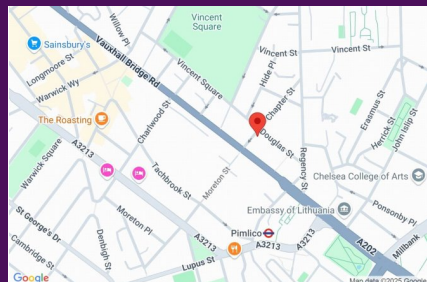 Willow Pl
Vincent
Square
Sainsbury's
Vauxhall Bridge Rd
Vincent St
Vincent St
Longmoore St
Warwick Wy
Vincent Square
Hide Pl
Chapter St
Erasmus St
The Roasting
Charlwood St
Douglas St
Herrick St
John Islip St
Regency St
A3213
Warwick Square
Tachbrook St
Moreton St
Chelsea College of Arts
Embassy of Lithuania
Ponsonby Pl
Moreton Pl
St George's Dr
Denbigh St
Pimlico
A3213
A3213
A3213
A202
Millbank
Cambridge St
Lupus St
Google
Map data ©2025 Google